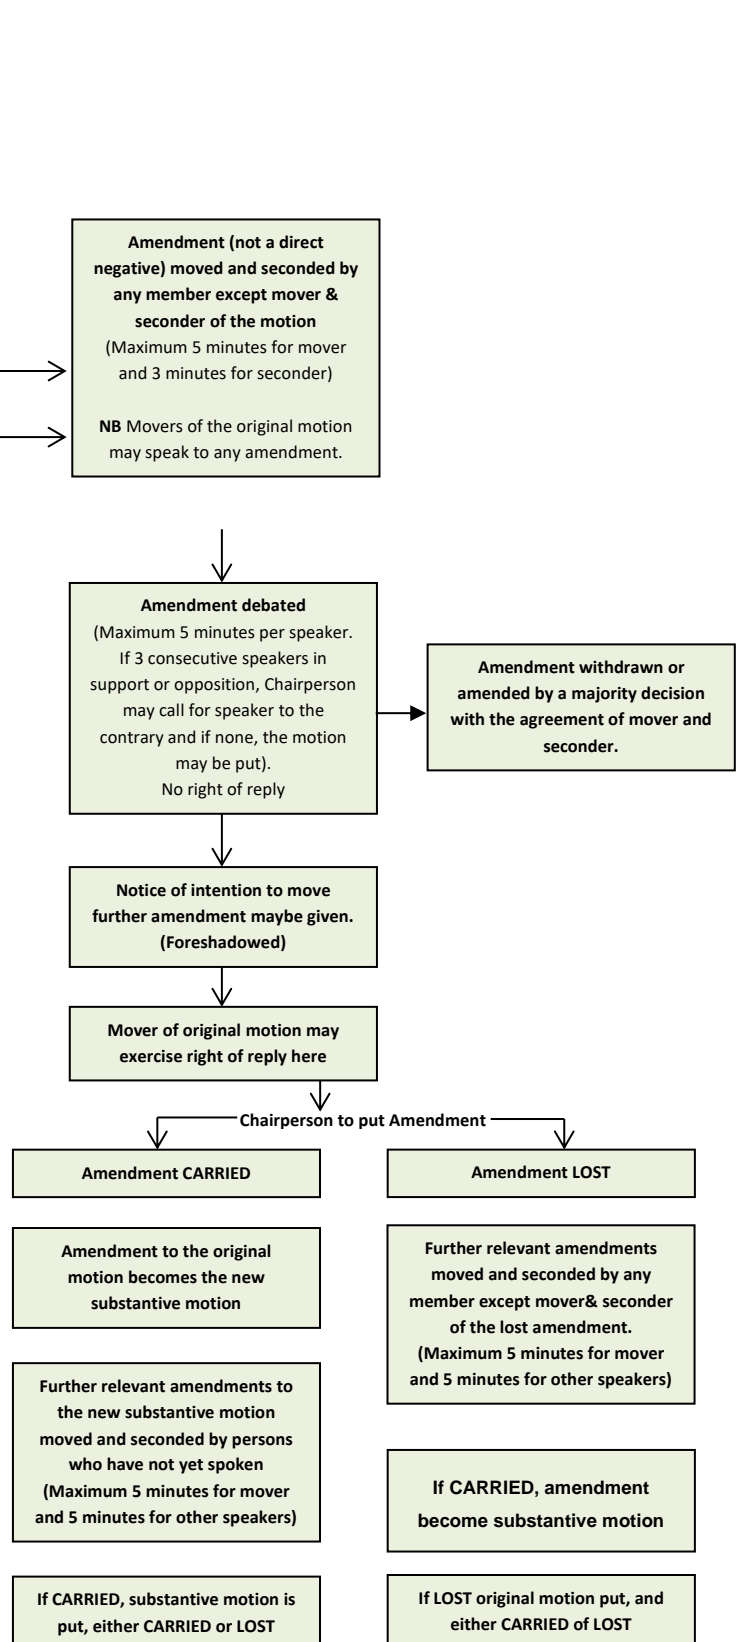 Amendment (not a direct
negative) moved and seconded by
any member except mover &
seconder of the motion
(Maximum 5 minutes for mover
and 3 minutes for seconder)
NB Movers of the original motion
may speak to any amendment.
Amendment debated
(Maximum 5 minutes per speaker.
If 3 consecutive speakers in
support or opposition, Chairperson
may call for speaker to the
contrary and if none, the motion
may be put).
No right of reply
Amendment withdrawn or
amended by a majority decision
with the agreement of mover and
seconder.
Notice of intention to move
further amendment maybe given.
(Foreshadowed)
Mover of original motion may
exercise right of reply here
Chairperson to put Amendment
Amendment CARRIED
Amendment to the original
motion becomes the new
substantive motion
Further relevant amendments to
the new substantive motion
moved and seconded by persons
who have not yet spoken
(Maximum 5 minutes for mover
and 5 minutes for other speakers)
If CARRIED, substantive motion is
put, either CARRIED or LOST
Amendment LOST
Further relevant amendments
moved and seconded by any
member except mover& seconder
of the lost amendment.
(Maximum 5 minutes for mover
and 5 minutes for other speakers)
If CARRIED, amendment
become substantive motion
If LOST original motion put, and
either CARRIED of LOST